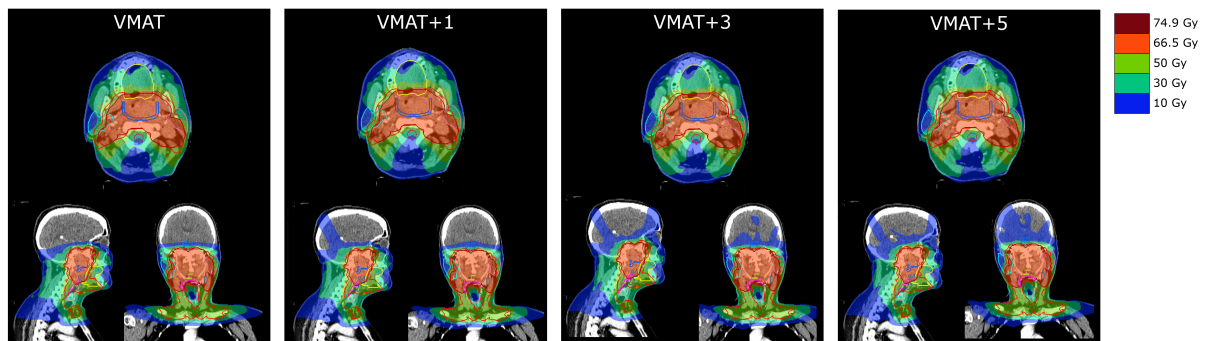 VMAT
VMAT+1
VMAT+3
VMAT+5
74.9 Gy
66.5 Gy
50 Gy
30 Gy
10 Gy